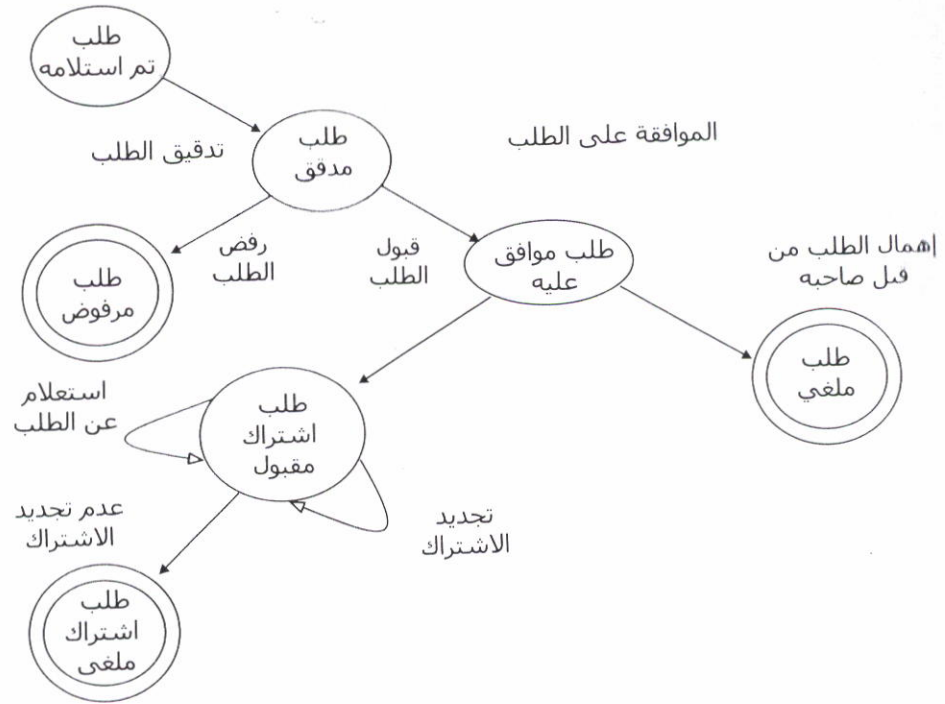 طلب
تم استلامه
تدقيق الطلب
طلب
مدقق
الموافقة على الطلب
رفض
الطلب
قبول
الطلب
طلب
مرفوض
طلب موافق
عليه
إهمال الطلب من
قبل صاحبه
طلب
ملغي
استعلام
عن الطلب
طلب
اشتراك
مقبول
تجديد
الاشتراك
عدم تجديد
الاشتراك
طلب
اشتراك
ملغى